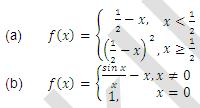 (a) f(x) = { 1/2 − x, x < 1/2
(1/2 − x)², x ≥ 1/2
(b) f(x) = { sin x / x − x, x ≠ 0
1, x = 0